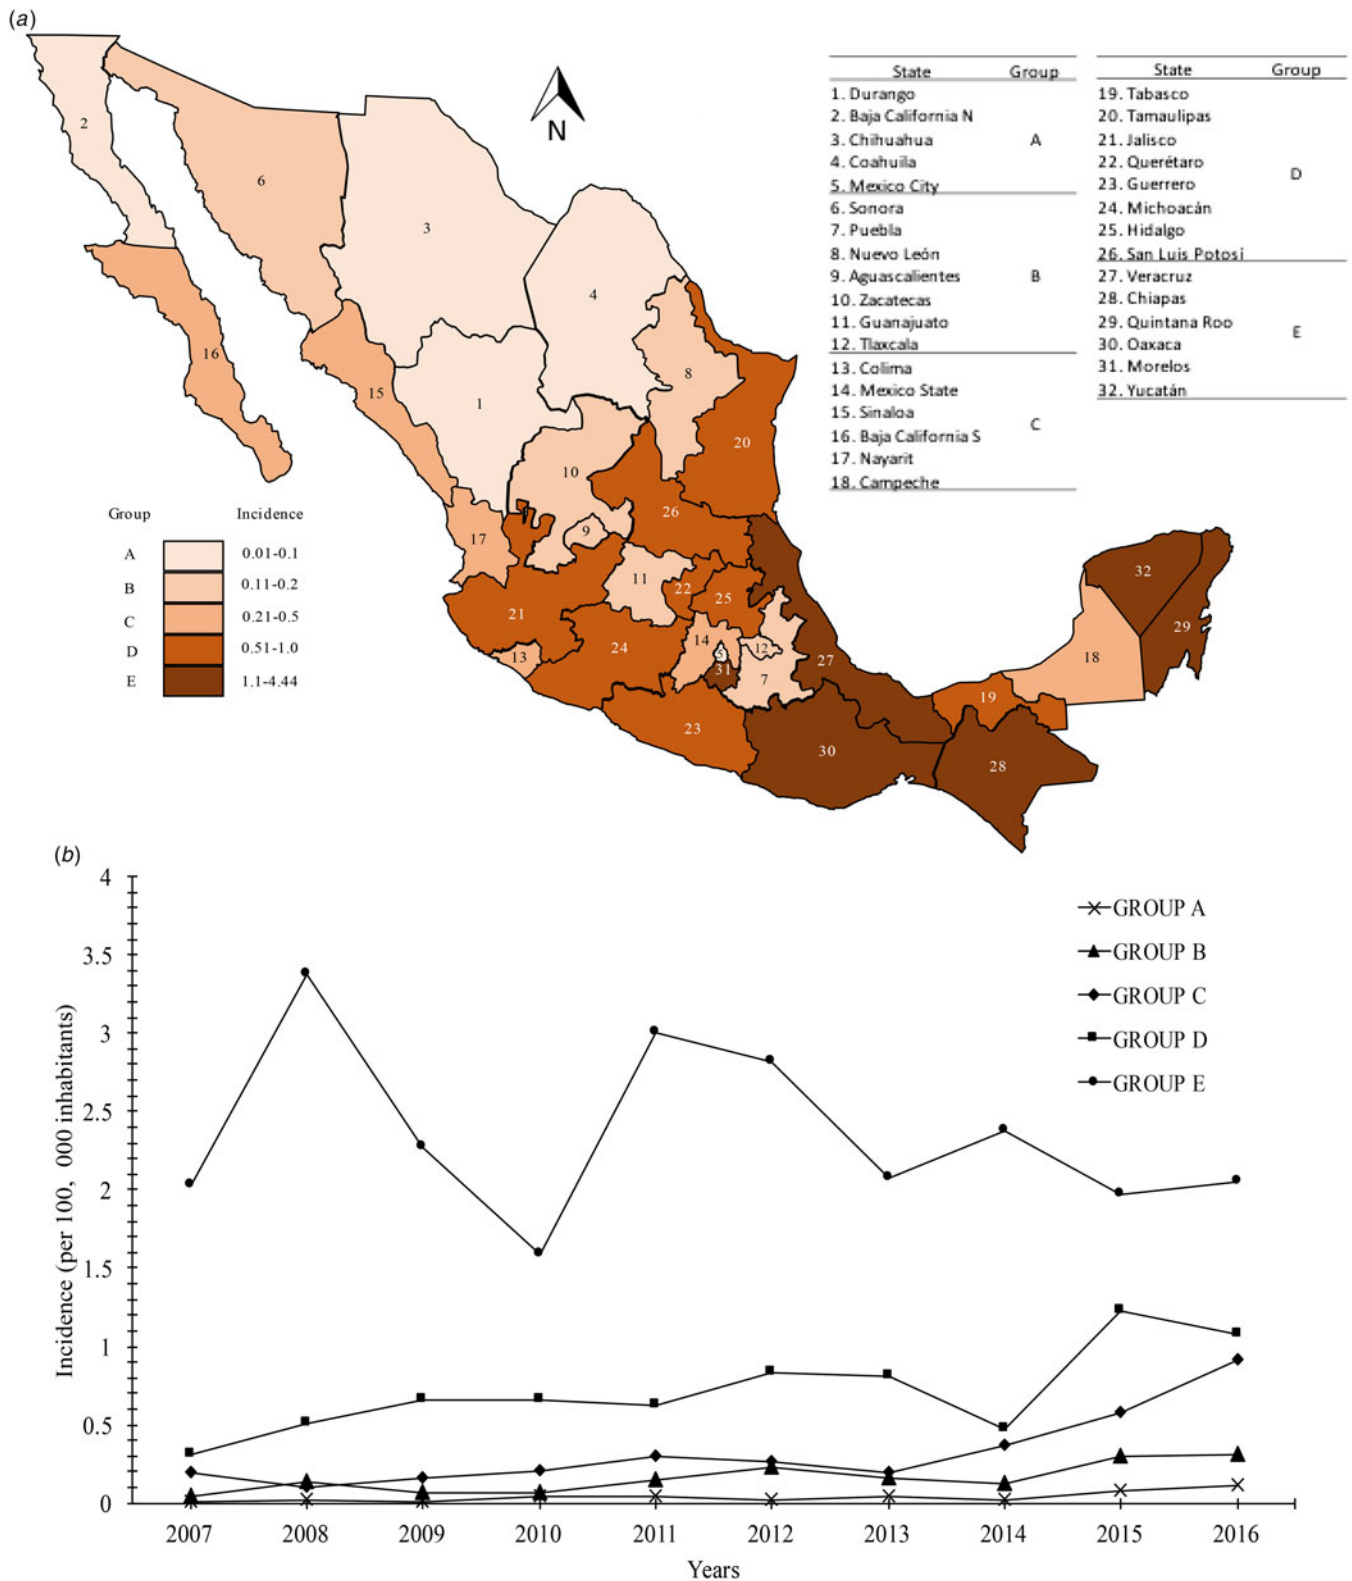 (a)
N
State Group
1. Durango
2. Baja California N
3. Chihuahua A
4. Coahuila
5. Mexico City
6. Sonora
7. Puebla
8. Nuevo León
9. Aguascalientes B
10. Zacatecas
11. Guanajuato
12. Tlaxcala
13. Colima
14. Mexico State
15. Sinaloa C
16. Baja California S
17. Nayarit
18. Campeche
State Group
19. Tabasco
20. Tamaulipas
21. Jalisco
22. Querétaro
23. Guerrero D
24. Michoacán
25. Hidalgo
26. San Luis Potosí
27. Veracruz
28. Chiapas
29. Quintana Roo E
30. Oaxaca
31. Morelos
32. Yucatán
2
6
3
4
16
15
1
8
20
10
26
17
9
11
22
25
21
13
24
14
5
12
31
7
27
23
30
28
19
18
32
29
Group Incidence
A 0.01-0.1
B 0.11-0.2
C 0.21-0.5
D 0.51-1.0
E 1.1-4.44
(b)
Incidence (per 100, 000 inhabitants)
4
3.5
3
2.5
2
1.5
1
0.5
0
GROUP A
GROUP B
GROUP C
GROUP D
GROUP E
2007 2008 2009 2010 2011 2012 2013 2014 2015 2016
Years